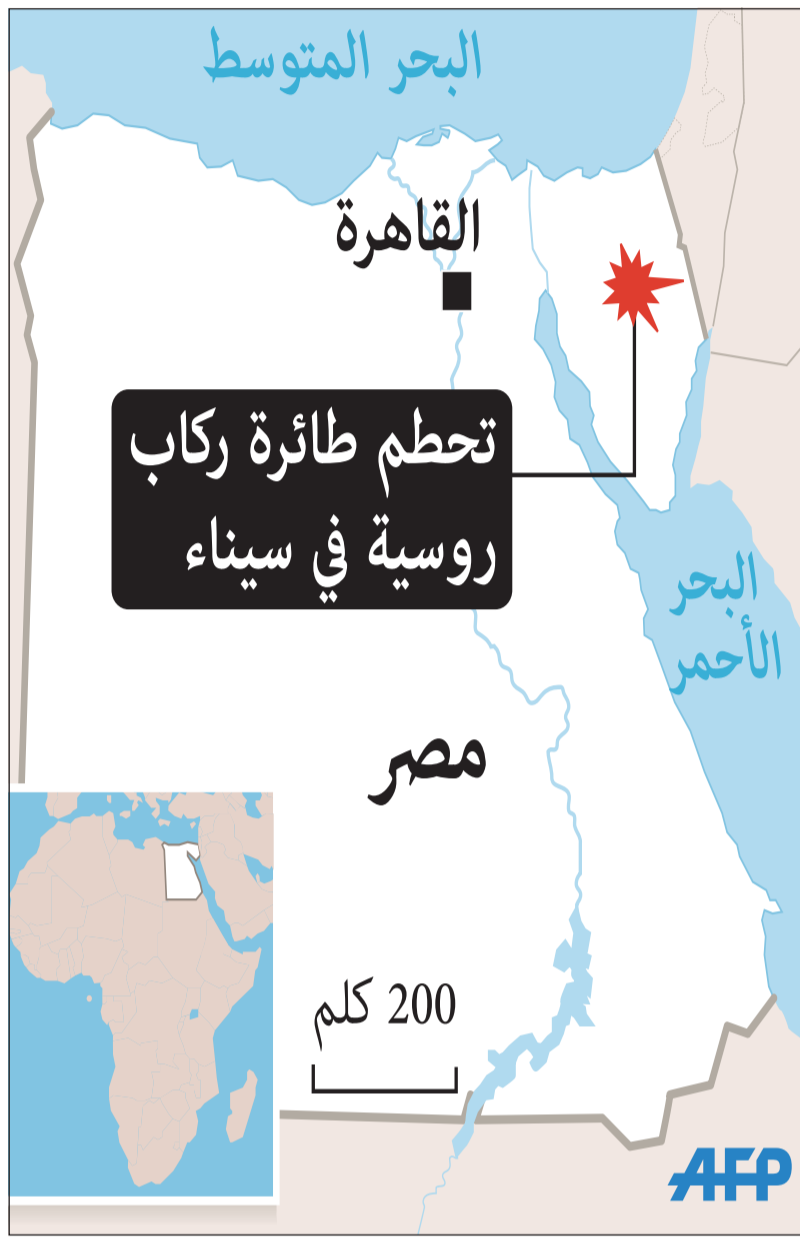 البحر المتوسط
القاهرة
تحطم طائرة ركاب
روسية في سيناء
البحر
الأحمر
مصر
200 كلم
AFP